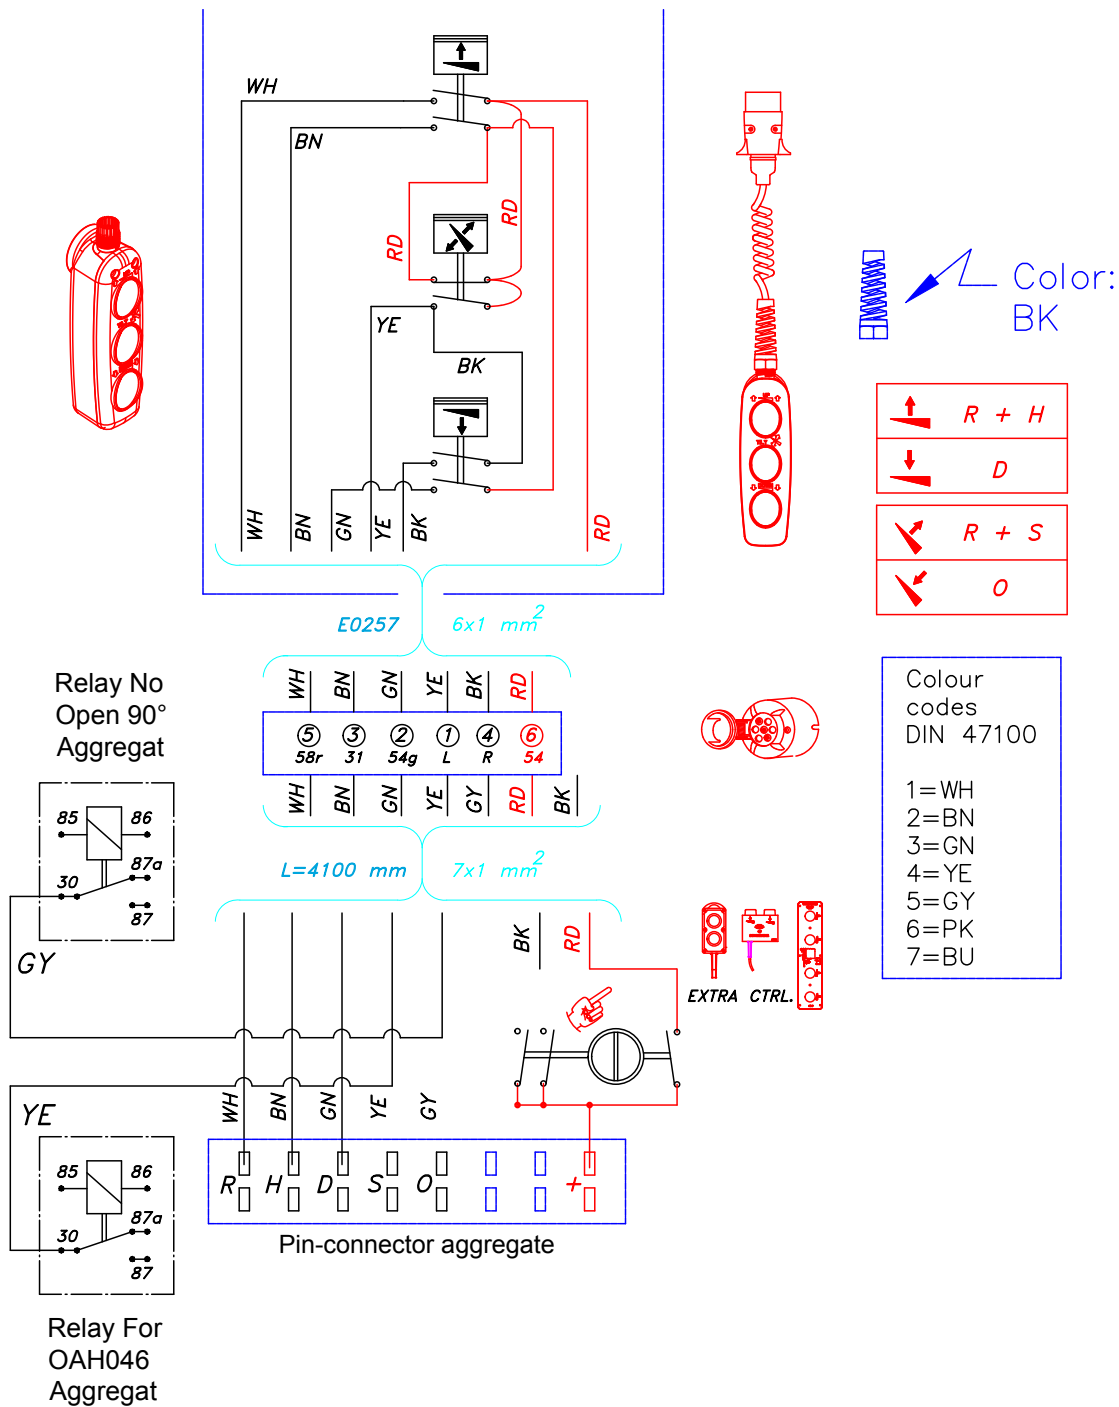 WH
BN
RD
RD
YE
BK
WH
BN
GN
YE
BK
RD
Color:
BK
R + H
D
R + S
O
E0257 6x1 mm²
WH BN GN YE BK RD
5 3 2 1 4 6
58r 31 54g L R 54
WH BN GN YE GY RD BK
L=4100 mm 7x1 mm²
Colour
codes
DIN 47100
1=WH
2=BN
3=GN
4=YE
5=GY
6=PK
7=BU
Relay No
Open 90°
Aggregat
85 86
87a
30
87
GY
BK RD
EXTRA CTRL.
WH BN GN YE GY
YE
R H D S O +
Pin-connector aggregate
85 86
87a
30
87
Relay For
OAH046
Aggregat